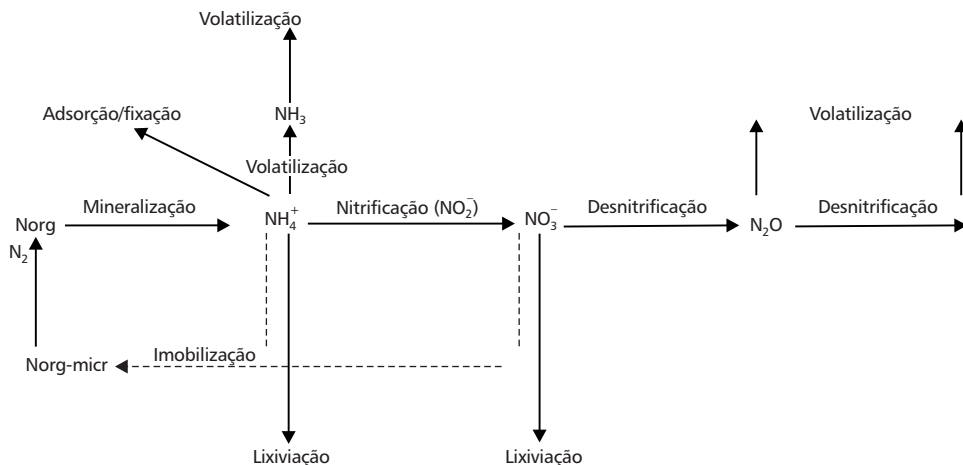 Volatilização
Adsorção/fixação
NH₃
Volatilização
Volatilização
Norg
Mineralização
NH₄⁺
Nitrificação (NO₂⁻)
NO₃⁻
Desnitrificação
N₂O
Desnitrificação
N₂
Norg-micr
Imobilização
Lixiviação
Lixiviação